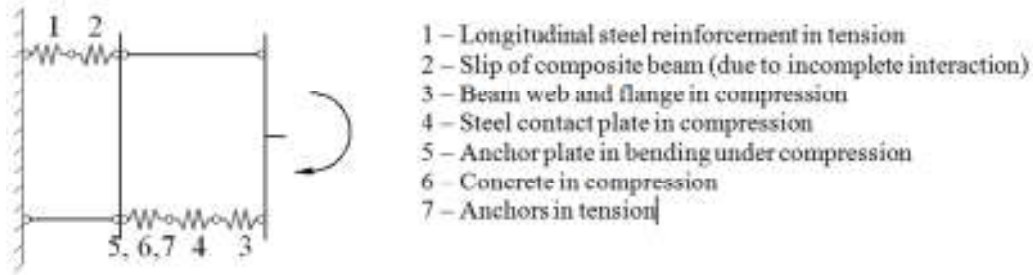 1 2
1 – Longitudinal steel reinforcement in tension
2 – Slip of composite beam (due to incomplete interaction)
3 – Beam web and flange in compression
4 – Steel contact plate in compression
5 – Anchor plate in bending under compression
6 – Concrete in compression
7 – Anchors in tension
5, 6,7 4 3